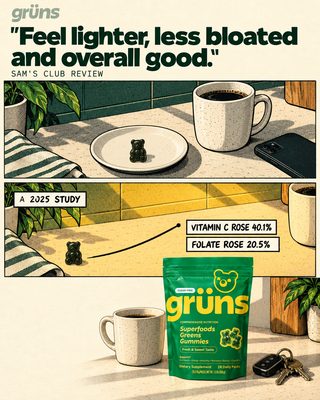 grüns
"Feel lighter, less bloated
and overall good."
SAM'S CLUB REVIEW
A 2025 STUDY
VITAMIN C ROSE 40.1%
FOLATE ROSE 20.5%
grüns
Superfoods
Greens
Gummies